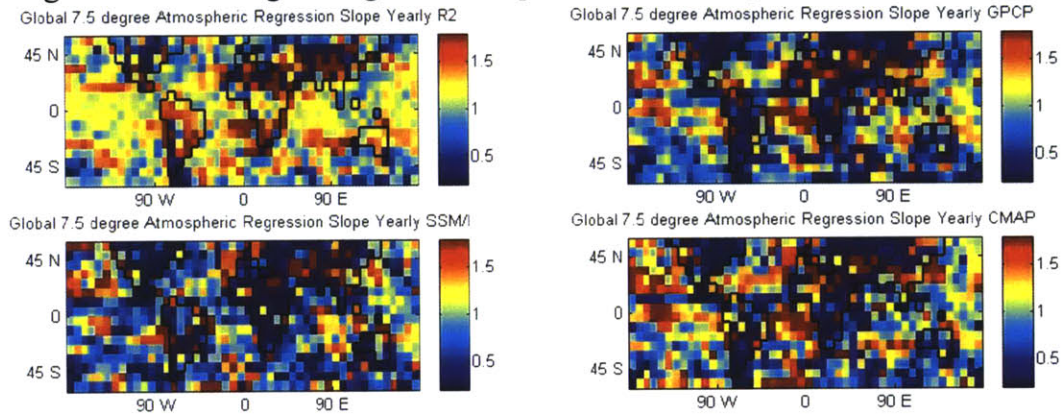 Global 7.5 degree Atmospheric Regression Slope Yearly R2
45 N
0
45 S
90 W
0
90 E
1.5
1
0.5
Global 7.5 degree Atmospheric Regression Slope Yearly GPCP
45 N
0
45 S
90 W
0
90 E
1.5
1
0.5
Global 7.5 degree Atmospheric Regression Slope Yearly SSM/I
45 N
0
45 S
90 W
0
90 E
1.5
1
0.5
Global 7.5 degree Atmospheric Regression Slope Yearly CMAP
45 N
0
45 S
90 W
0
90 E
1.5
1
0.5